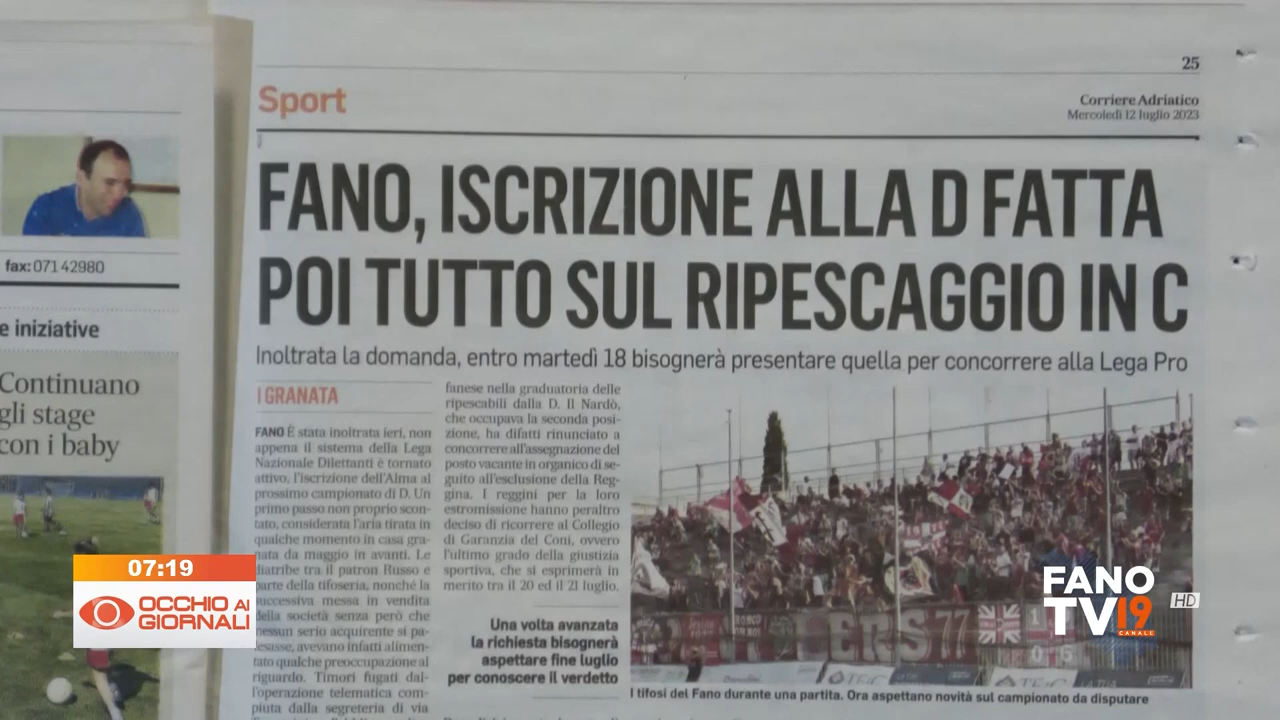 fax: 071 42980
e iniziative
Continuano
gli stage
con i baby
25
Sport
Corriere Adriatico
Mercoledì 12 luglio 2023
FANO, ISCRIZIONE ALLA D FATTA
POI TUTTO SUL RIPESCAGGIO IN C
Inoltrata la domanda, entro martedì 18 bisognerà presentare quella per concorrere alla Lega Pro
I GRANATA
FANO È stata inoltrata ieri, non
appena il sistema della Lega
Nazionale Dilettanti è tornato
attivo, l'iscrizione dell'Alma al
prossimo campionato di D. Un
primo passo non proprio scon-
tato, considerata l'aria tirata in
qualche momento in casa gra-
nata da maggio in avanti. Le
diatribe tra il patron Russo e
parte della tifoseria, nonché la
successiva messa in vendita
della società senza però che
nessun serio acquirente si pa-
lesasse, avevano infatti alimen-
tato qualche preoccupazione al
riguardo. Timori fugati dal-
l'operazione telematica com-
piuta dalla segreteria di via
fanese nella graduatoria delle
ripescabili dalla D. Il Nardò,
che occupava la seconda posi-
zione, ha difatti rinunciato a
concorrere all'assegnazione del
posto vacante in organico di se-
guito all'esclusione della Reg-
gina. I reggini per la loro
estromissione hanno peraltro
deciso di ricorrere al Collegio
di Garanzia del Coni, ovvero
l'ultimo grado della giustizia
sportiva, che si esprimerà in
merito tra il 20 ed il 21 luglio.
Una volta avanzata
la richiesta bisognerà
aspettare fine luglio
per conoscere il verdetto
I tifosi del Fano durante una partita. Ora aspettano novità sul campionato da disputare
07:19
OCCHIO AI
GIORNALI
FANO
TV19
CANALE
HD